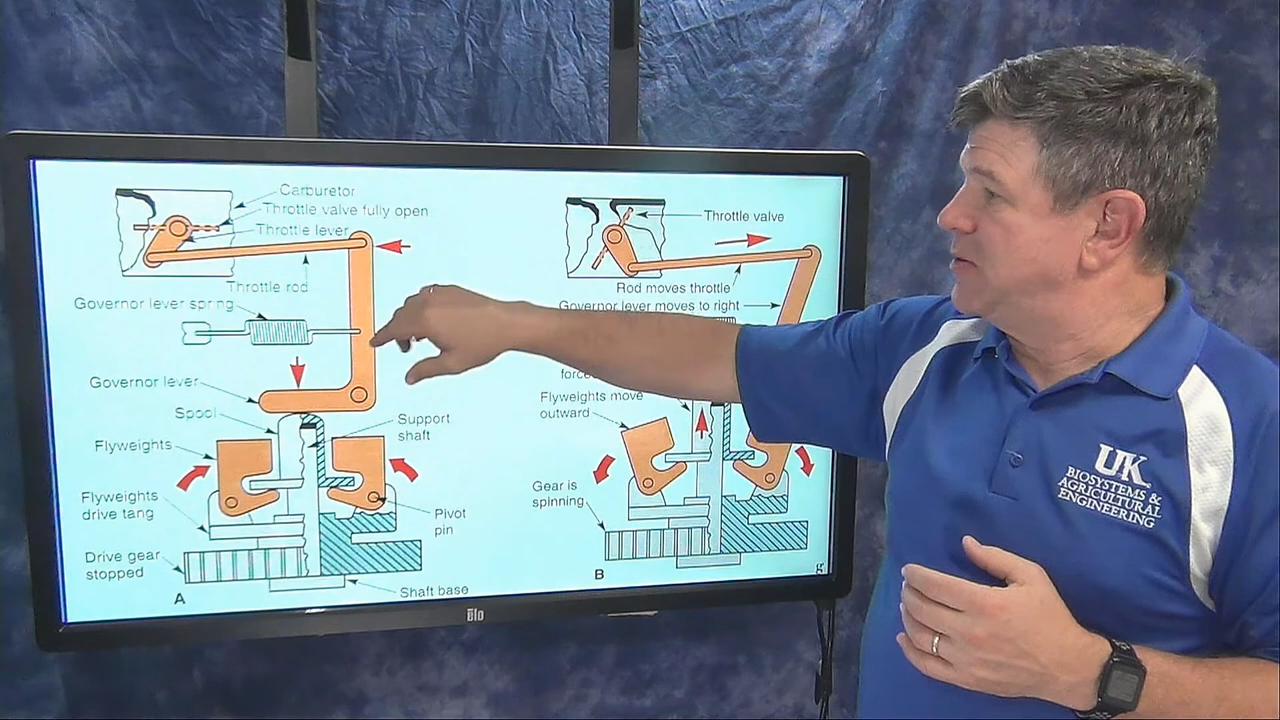 Carburetor
Throttle valve fully open
Throttle lever
Throttle rod
Governor lever spring
Governor lever
Spool
Support
shaft
Flyweights
Flyweights
drive tang
Pivot
pin
Drive gear
stopped
Shaft base
A
Throttle valve
Rod moves throttle
Governor lever moves to right
Flyweights move
outward
Gear is
spinning
B
elo
UK
BIOSYSTEMS &
AGRICULTURAL
ENGINEERING